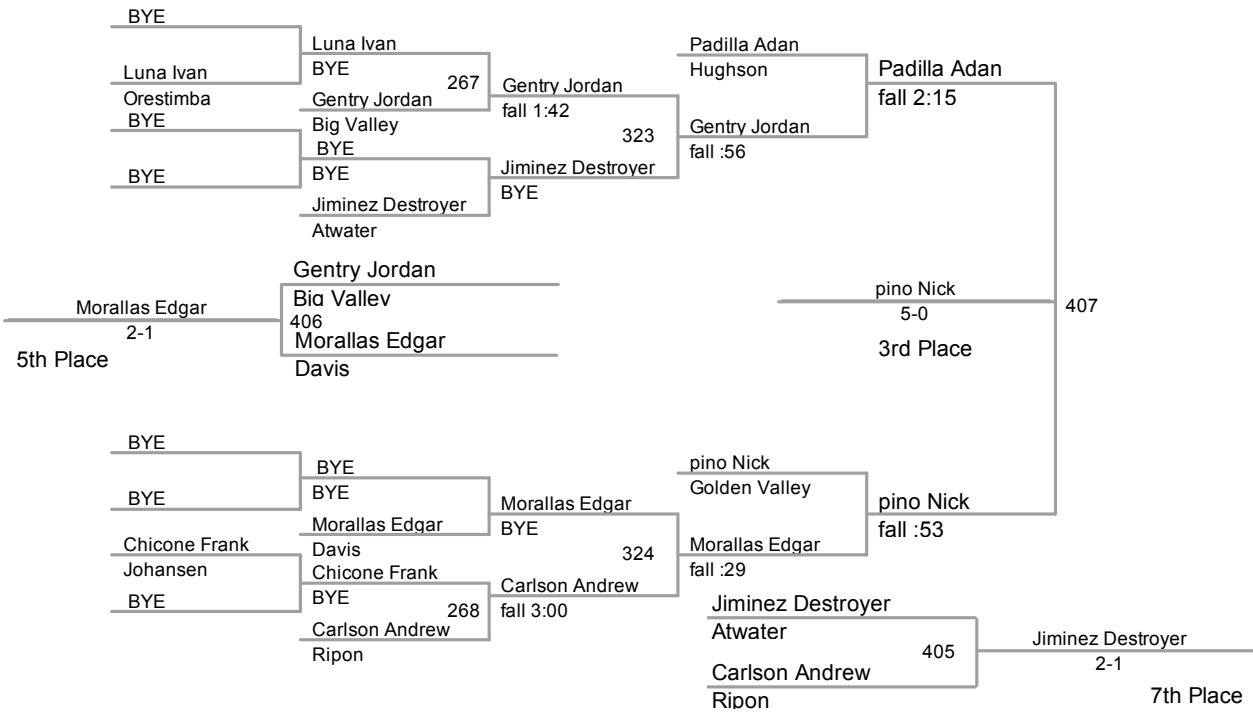 BYE
Luna Ivan
Orestimba
Luna Ivan
BYE
267
Gentry Jordan
Big Valley
BYE
BYE
BYE
BYE
Jiminez Destroyer
Atwater
Gentry Jordan
fall 1:42
323
Jiminez Destroyer
BYE
Padilla Adan
Hughson
Gentry Jordan
fall :56
Padilla Adan
fall 2:15
Gentry Jordan
Big Valley
406
Morallas Edgar
Davis
Morallas Edgar
2-1
5th Place
pino Nick
5-0
3rd Place
407
BYE
BYE
BYE
BYE
Morallas Edgar
Davis
Chicone Frank
Johansen
BYE
Chicone Frank
BYE
268
Carlson Andrew
Ripon
Morallas Edgar
BYE
324
Carlson Andrew
fall 3:00
pino Nick
Golden Valley
Morallas Edgar
fall :29
pino Nick
fall :53
Jiminez Destroyer
Atwater
405
Carlson Andrew
Ripon
Jiminez Destroyer
2-1
7th Place